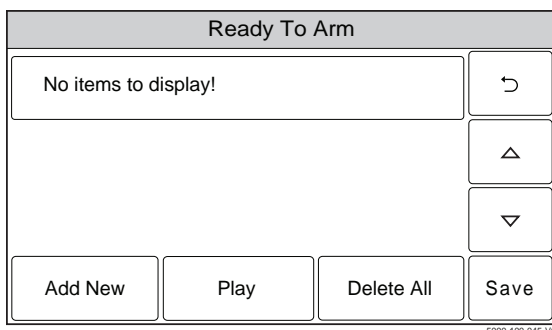 Ready To Arm
No items to display!
Add New
Play
Delete All
Save